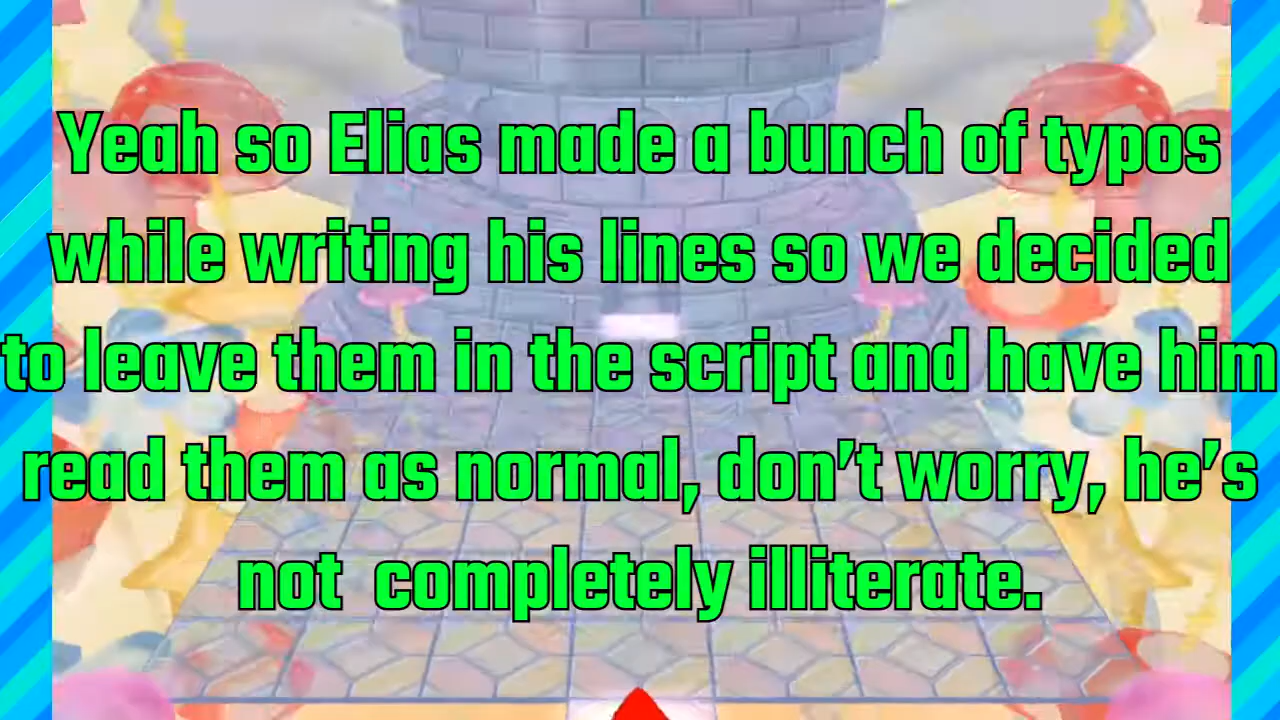 Yeah so Elias made a bunch of typos
while writing his lines so we decided
to leave them in the script and have him
read them as normal, don’t worry, he’s
not  completely illiterate.